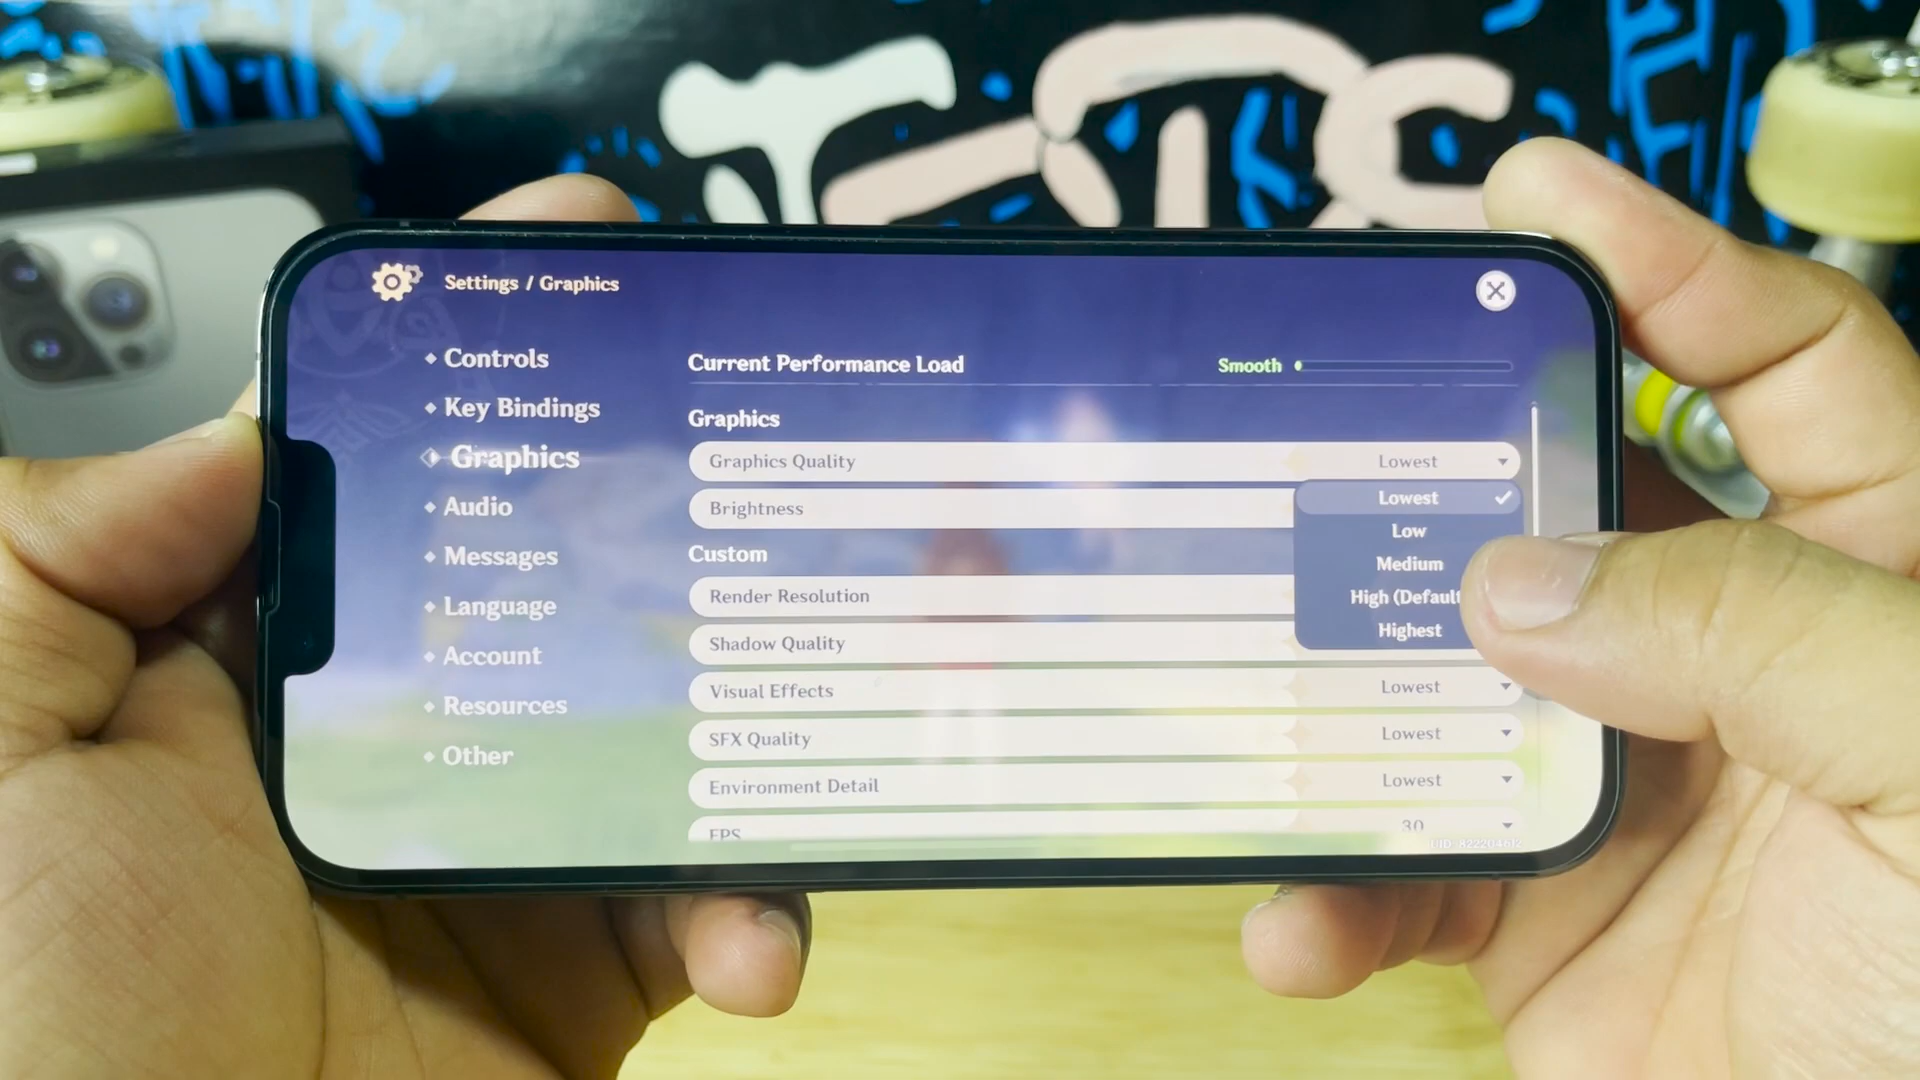 Settings / Graphics
Controls
Key Bindings
Graphics
Audio
Messages
Language
Account
Resources
Other
Current Performance Load
Smooth
Graphics
Graphics Quality Lowest
Brightness
Lowest
Low
Medium
High (Default
Highest
Custom
Render Resolution
Shadow Quality
Visual Effects Lowest
SFX Quality Lowest
Environment Detail Lowest
FPS 30